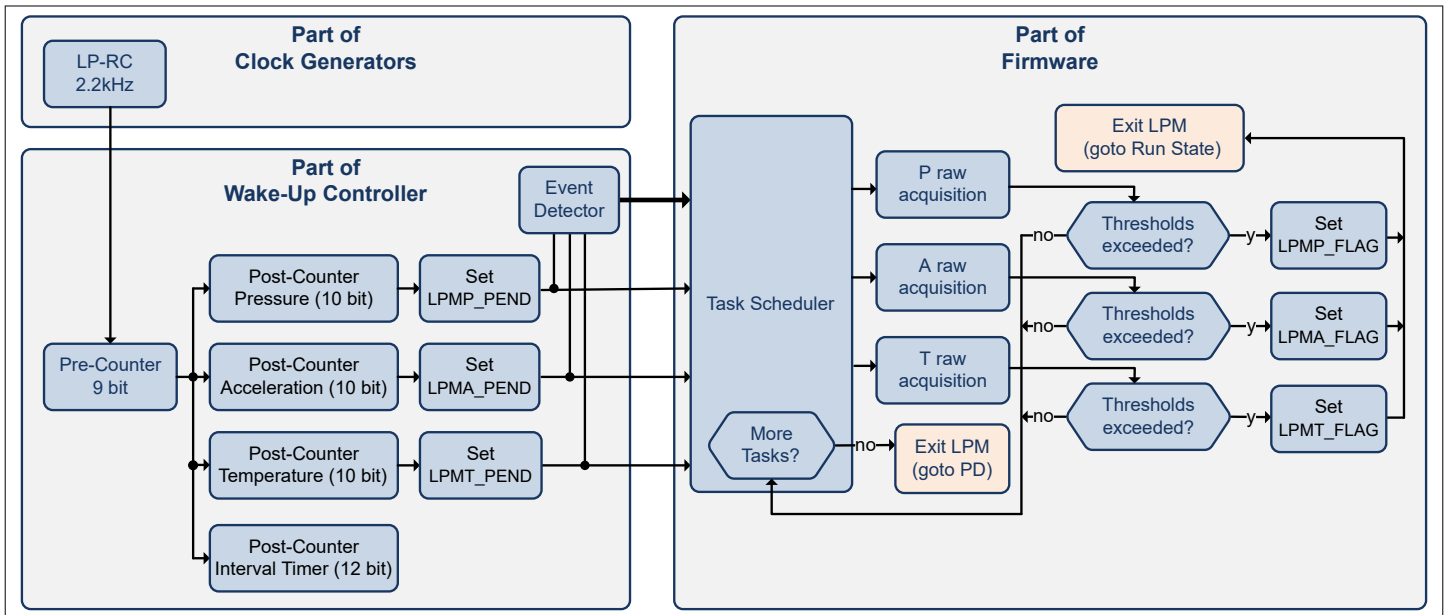 Part of
Clock Generators
LP-RC
2.2kHz
Part of
Wake-Up Controller
Event
Detector
Post-Counter
Pressure (10 bit)
Set
LPMP_PEND
Pre-Counter
9 bit
Post-Counter
Acceleration (10 bit)
Set
LPMA_PEND
Post-Counter
Temperature (10 bit)
Set
LPMT_PEND
Post-Counter
Interval Timer (12 bit)
Part of
Firmware
Task Scheduler
More
Tasks?
no
Exit LPM
(goto PD)
P raw
acquisition
A raw
acquisition
T raw
acquisition
Exit LPM
(goto Run State)
no
Thresholds
exceeded?
y
Set
LPMP_FLAG
no
Thresholds
exceeded?
y
Set
LPMA_FLAG
no
Thresholds
exceeded?
y
Set
LPMT_FLAG